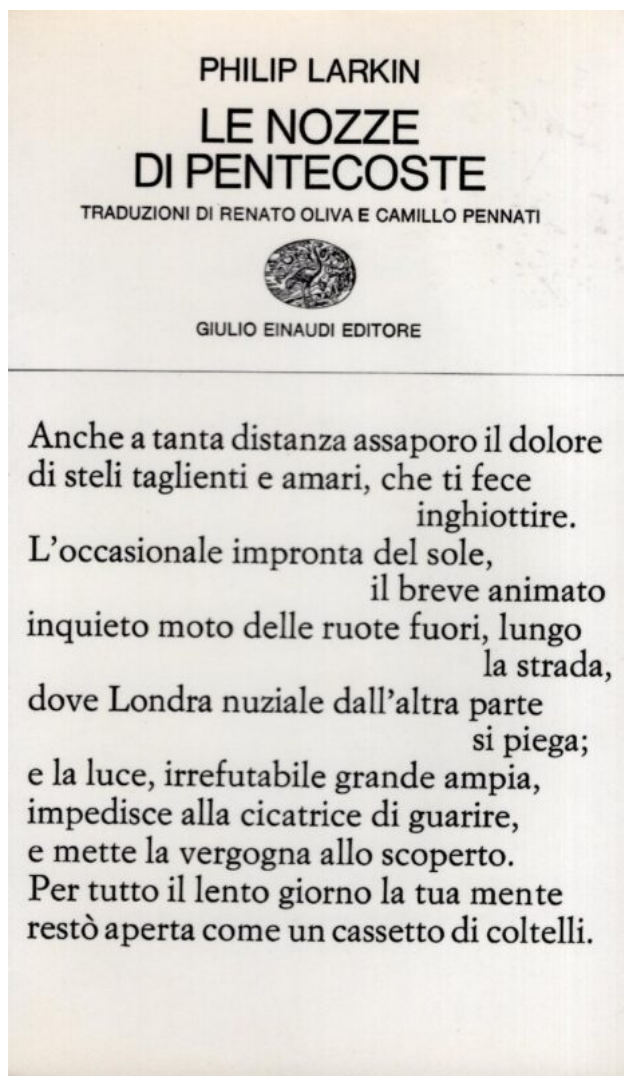 PHILIP LARKIN
LE NOZZE
DI PENTECOSTE
TRADUZIONI DI RENATO OLIVA E CAMILLO PENNATI
GIULIO EINAUDI EDITORE
Anche a tanta distanza assaporo il dolore
di steli taglienti e amari, che ti fece
inghiottire.
L'occasionale impronta del sole,
il breve animato
inquieto moto delle ruote fuori, lungo
la strada,
dove Londra nuziale dall'altra parte
si piega;
e la luce, irrefutabile grande ampia,
impedisce alla cicatrice di guarire,
e mette la vergogna allo scoperto.
Per tutto il lento giorno la tua mente
restò aperta come un cassetto di coltelli.